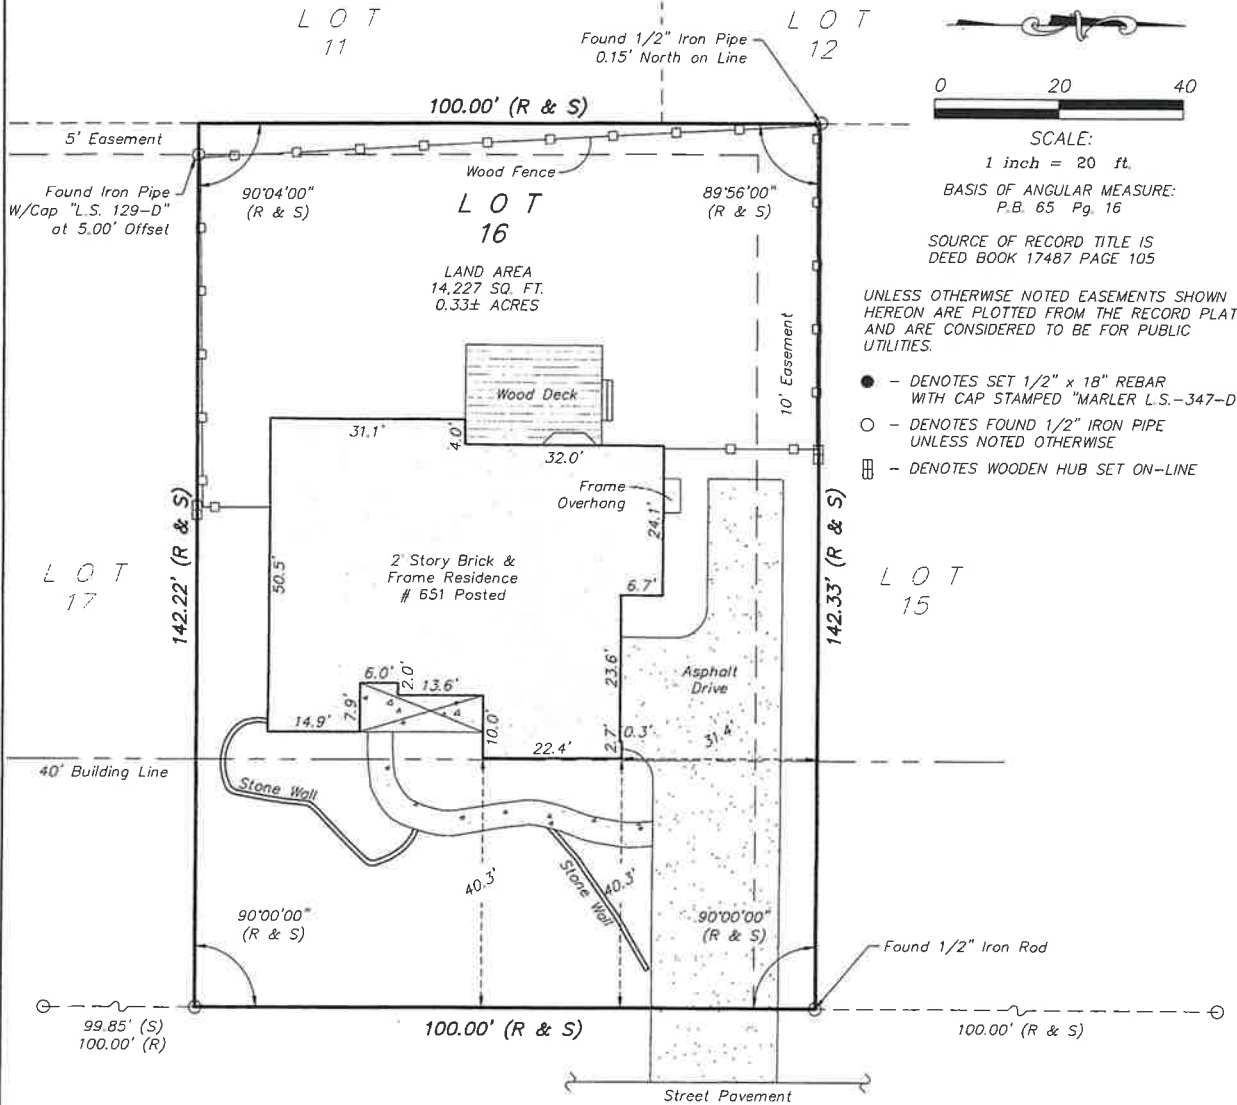 L O T
11
L O T
12
Found 1/2" Iron Pipe
0.15' North on Line
0 20 40
SCALE:
1 inch = 20 ft.
BASIS OF ANGULAR MEASURE:
P.B. 65 Pg. 16
SOURCE OF RECORD TITLE IS
DEED BOOK 17487 PAGE 105
UNLESS OTHERWISE NOTED EASEMENTS SHOWN
HEREON ARE PLOTTED FROM THE RECORD PLAT
AND ARE CONSIDERED TO BE FOR PUBLIC
UTILITIES.
– DENOTES SET 1/2" x 18" REBAR
WITH CAP STAMPED "MARLER L.S.-347-D
– DENOTES FOUND 1/2" IRON PIPE
UNLESS NOTED OTHERWISE
– DENOTES WOODEN HUB SET ON-LINE
100.00' (R & S)
5' Easement
Found Iron Pipe
W/Cap "L.S. 129-D"
at 5.00' Offset
90°04'00"
(R & S)
Wood Fence
89°56'00"
(R & S)
L O T
16
LAND AREA
14,227 SQ. FT.
0.33± ACRES
10' Easement
Wood Deck
31.1'
4.0'
32.0'
Frame
Overhang
24.1'
142.22' (R & S)
142.33' (R & S)
L O T
17
50.5'
2 Story Brick &
Frame Residence
# 651 Posted
6.7'
L O T
15
6.0'
2.0'
13.6'
7.9'
14.9'
10.0'
23.6'
Asphalt
Drive
22.4'
2.7'
0.3'
31.4'
40' Building Line
Stone Wall
40.3'
Stone Wall
40.3'
90°00'00"
(R & S)
90°00'00"
(R & S)
Found 1/2" Iron Rod
99.85' (S)
100.00' (R)
100.00' (R & S)
100.00' (R & S)
Street Pavement